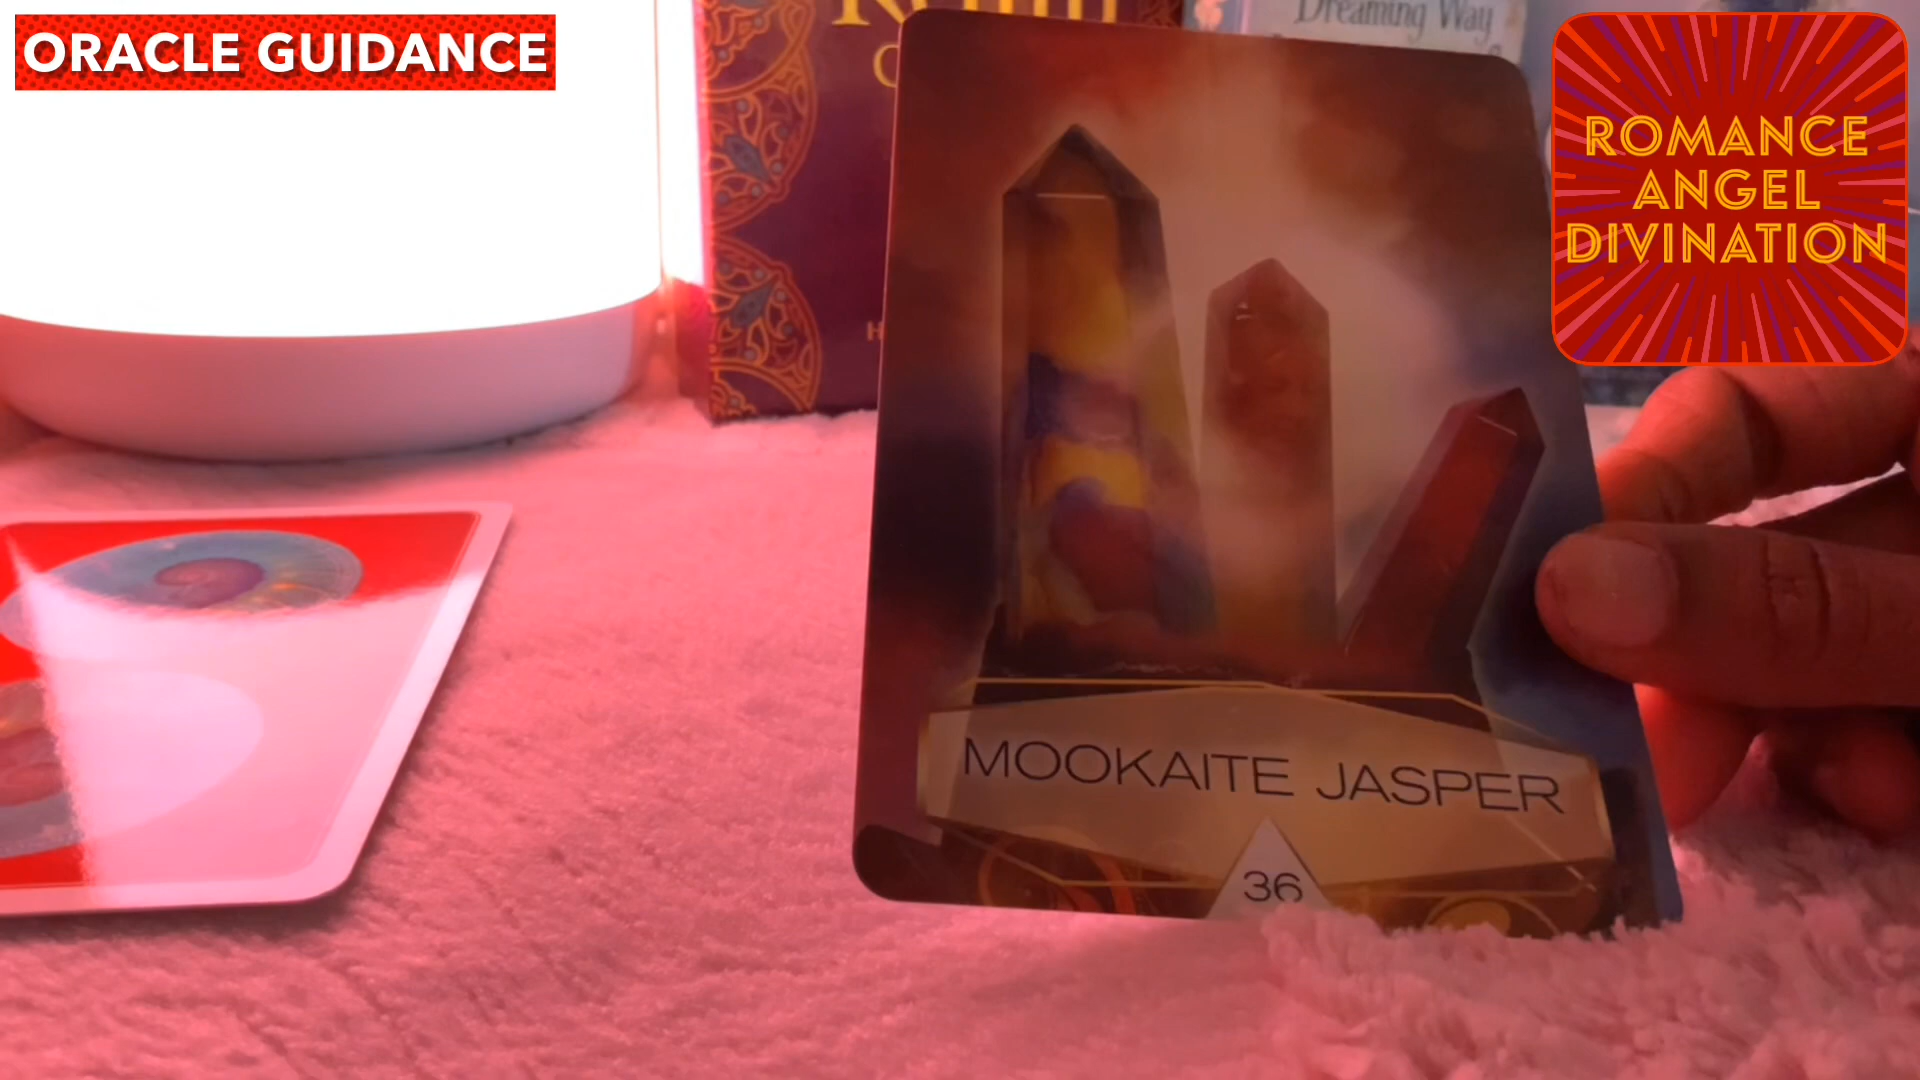 ORACLE GUIDANCE
Dreaming Way
ROMANCE
ANGEL
DIVINATION
MOOKAITE JASPER
36